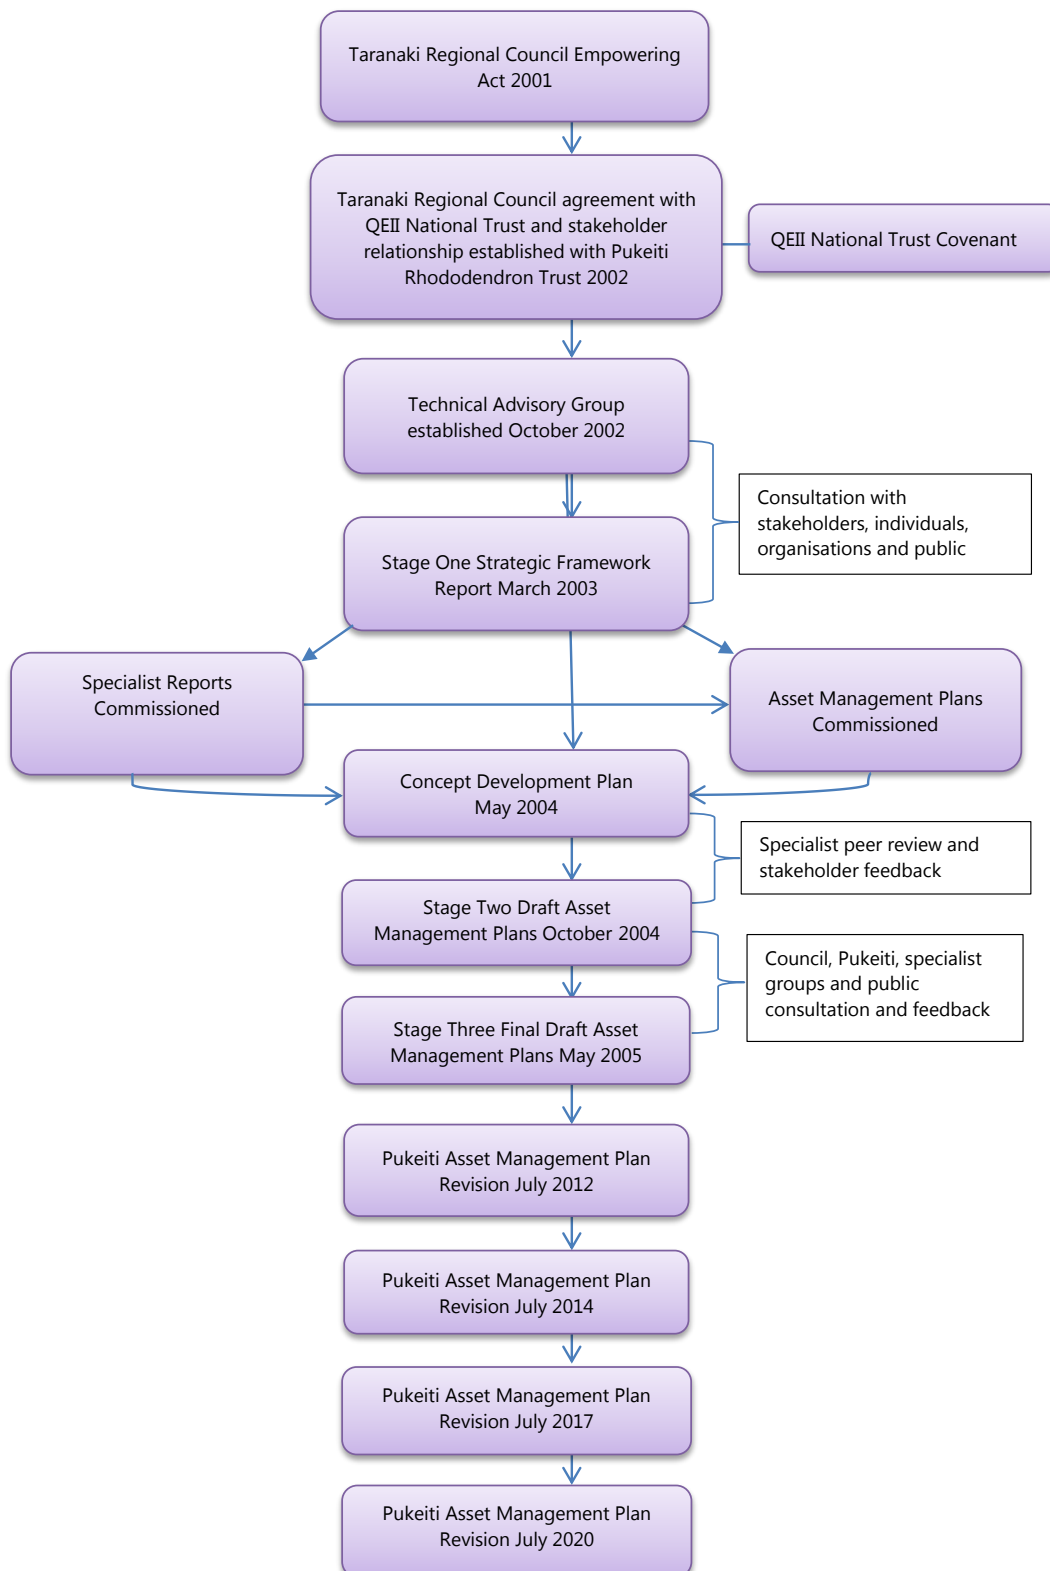 Taranaki Regional Council Empowering
Act 2001
Taranaki Regional Council agreement with
QEII National Trust and stakeholder
relationship established with Pukeiti
Rhododendron Trust 2002
QEII National Trust Covenant
Technical Advisory Group
established October 2002
Consultation with
stakeholders, individuals,
organisations and public
Stage One Strategic Framework
Report March 2003
Specialist Reports
Commissioned
Asset Management Plans
Commissioned
Concept Development Plan
May 2004
Specialist peer review and
stakeholder feedback
Stage Two Draft Asset
Management Plans October 2004
Council, Pukeiti, specialist
groups and public
consultation and feedback
Stage Three Final Draft Asset
Management Plans May 2005
Pukeiti Asset Management Plan
Revision July 2012
Pukeiti Asset Management Plan
Revision July 2014
Pukeiti Asset Management Plan
Revision July 2017
Pukeiti Asset Management Plan
Revision July 2020